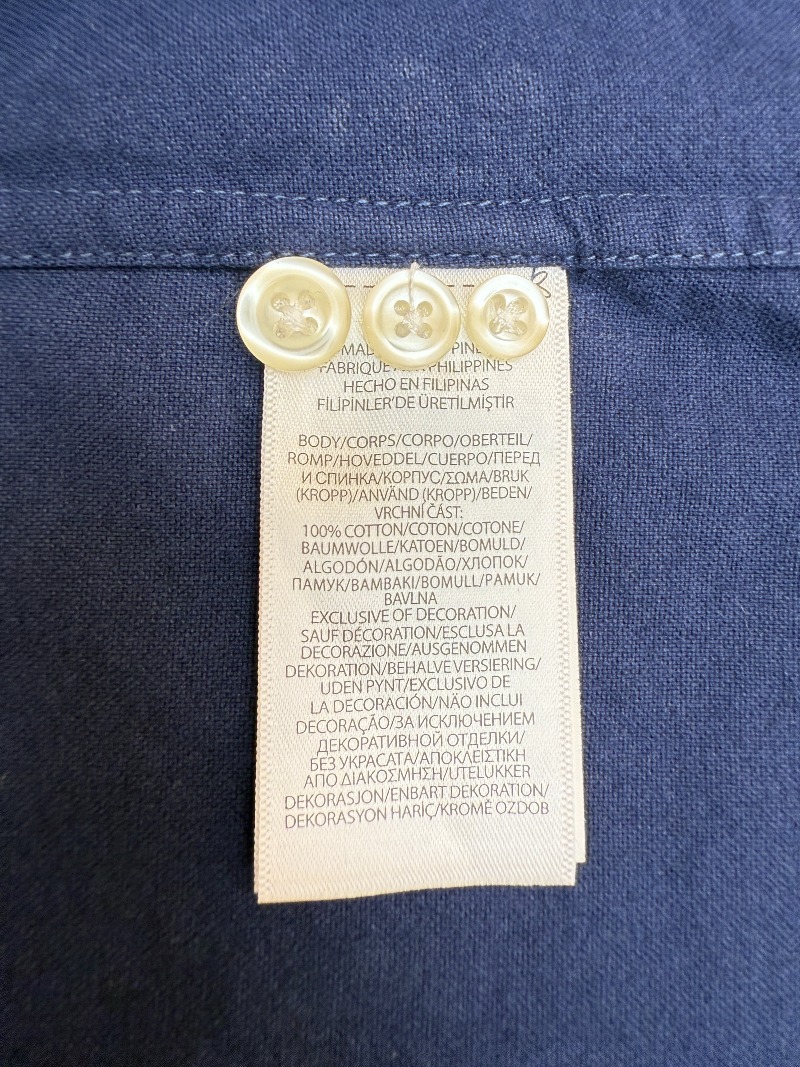 FABRIQUÉ PHILIPPINES
HECHO EN FILIPINAS
FİLİPİNLER'DE ÜRETİLMİŞTİR
BODY/CORPS/CORPO/OBERTEIL/
ROMP/HOVEDDEL/CUERPO/ПЕРЕД
И СПИНКА/КОРПУС/ΣΩΜΑ/BRUK
(KROPP)/ANVÄND (KROPP)/BEDEN/
VRCHNÍ ČÁST:
100% COTTON/COTON/COTONE/
BAUMWOLLE/KATOEN/BOMULD/
ALGODÓN/ALGODÃO/ХЛОПОК/
ПАМУК/ΒΑΜΒΑΚΙ/BOMULL/PAMUK/
BAVLNA
EXCLUSIVE OF DECORATION/
SAUF DÉCORATION/ESCLUSA LA
DECORAZIONE/AUSGENOMMEN
DEKORATION/BEHALVE VERSIERING/
UDEN PYNT/EXCLUSIVO DE
LA DECORACIÓN/NÃO INCLUI
DECORAÇÃO/ЗА ИСКЛЮЧЕНИЕМ
ДЕКОРАТИВНОЙ ОТДЕЛКИ/
БЕЗ УКРАСАТА/ΑΠΟΚΛΕΙΣΤΙΚΗ
ΑΠΟ ΔΙΑΚΟΣΜΗΣΗ/UTELUKKER
DEKORASJON/ENBART DEKORATION/
DEKORASYON HARİÇ/KROMĚ OZDOB